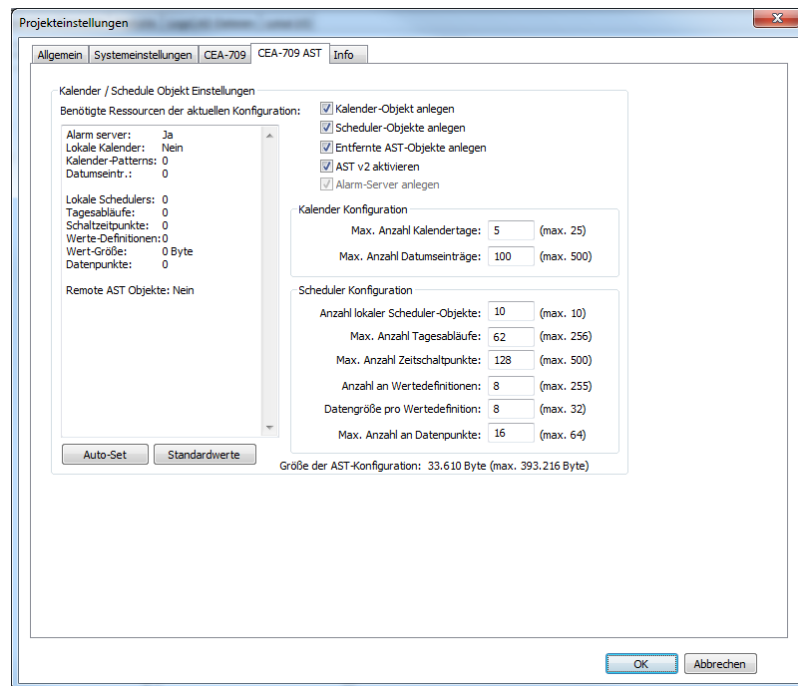 Projekteinstellungen
Allgemein Systemeinstellungen CEA-709 CEA-709 AST Info
Kalender / Schedule Objekt Einstellungen
Benötigte Ressourcen der aktuellen Konfiguration:
Alarm server: Ja
Lokale Kalender: Nein
Kalender-Patterns: 0
Datumseintr.: 0
Lokale Schedulers: 0
Tagesabläufe: 0
Schaltzeitpunkte: 0
Werte-Definitionen: 0
Wert-Größe: 0 Byte
Datenpunkte: 0
Remote AST Objekte: Nein
Auto-Set Standardwerte
Kalender-Objekt anlegen
Scheduler-Objekte anlegen
Entfernte AST-Objekte anlegen
AST v2 aktivieren
Alarm-Server anlegen
Kalender Konfiguration
Max. Anzahl Kalendertage: 5 (max. 25)
Max. Anzahl Datumseinträge: 100 (max. 500)
Scheduler Konfiguration
Anzahl lokaler Scheduler-Objekte: 10 (max. 10)
Max. Anzahl Tagesabläufe: 62 (max. 256)
Max. Anzahl Zeitschaltpunkte: 128 (max. 500)
Anzahl an Wertedefinitionen: 8 (max. 255)
Datengröße pro Wertedefinition: 8 (max. 32)
Max. Anzahl an Datenpunkte: 16 (max. 64)
Größe der AST-Konfiguration: 33.610 Byte (max. 393.216 Byte)
OK Abbrechen